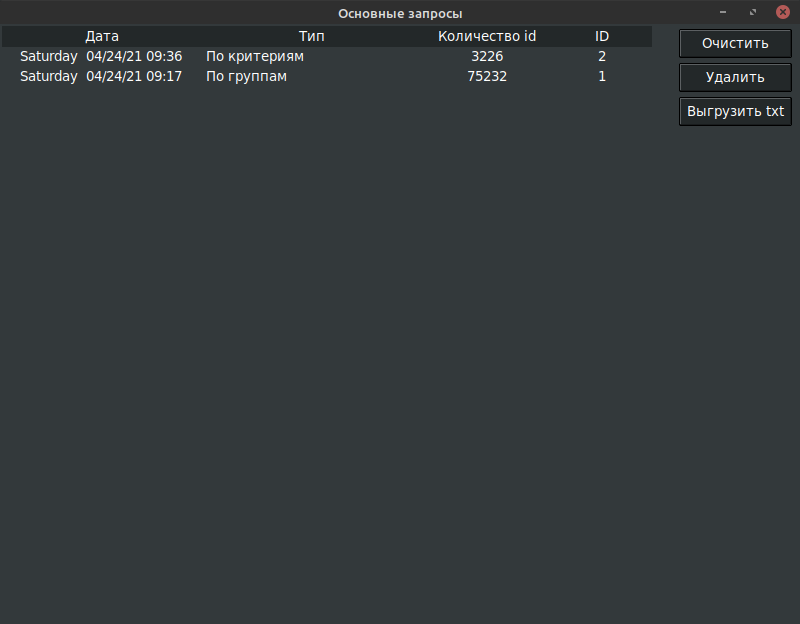 Основные запросы
Дата Тип Количество id ID
Saturday 04/24/21 09:36 По критериям 3226 2
Saturday 04/24/21 09:17 По группам 75232 1
Очистить
Удалить
Выгрузить txt